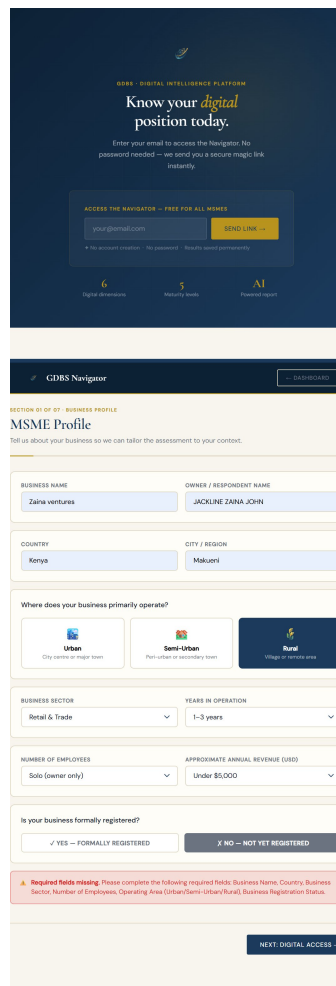 GDBS · DIGITAL INTELLIGENCE PLATFORM
Know your digital
position today.
Enter your email to access the Navigator. No
password needed — we send you a secure magic link
instantly.
ACCESS THE NAVIGATOR — FREE FOR ALL MSMES
your@email.com
SEND LINK →
✦ No account creation · No password · Results saved permanently
6
Digital dimensions
5
Maturity levels
AI
Powered report
GDBS Navigator
← DASHBOARD
SECTION 01 OF 07 · BUSINESS PROFILE
MSME Profile
Tell us about your business so we can tailor the assessment to your context.
BUSINESS NAME
Zaina ventures
OWNER / RESPONDENT NAME
JACKLINE ZAINA JOHN
COUNTRY
Kenya
CITY / REGION
Makueni
Where does your business primarily operate?
Urban
City centre or major town
Semi-Urban
Peri-urban or secondary town
Rural
Village or remote area
BUSINESS SECTOR
Retail & Trade
YEARS IN OPERATION
1–3 years
NUMBER OF EMPLOYEES
Solo (owner only)
APPROXIMATE ANNUAL REVENUE (USD)
Under $5,000
Is your business formally registered?
✓ YES — FORMALLY REGISTERED
✗ NO — NOT YET REGISTERED
⚠ Required fields missing. Please complete the following required fields: Business Name, Country, Business
Sector, Number of Employees, Operating Area (Urban/Semi-Urban/Rural), Business Registration Status.
NEXT: DIGITAL ACCESS →